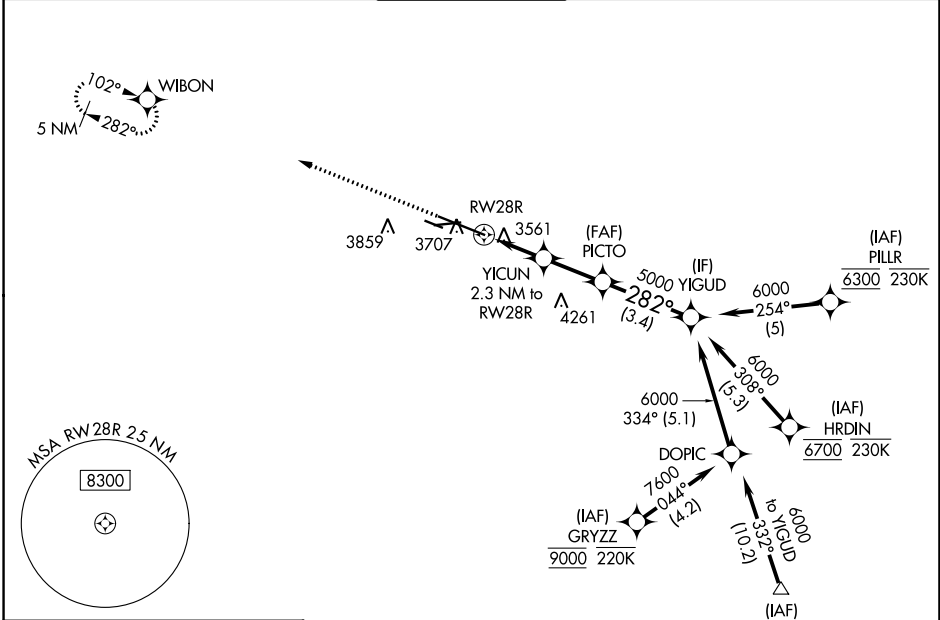 102°
WIBON
5 NM
282°
RW28R
3859
3707
3561
(FAF)
PICTO
YICUN
2.3 NM to
RW28R
4261
5000
282°
(3.4)
(IF)
YIGUD
(IAF)
PILLR
6300 230K
6000
254°
(5)
6000
308°
(5.3)
(IAF)
HRDIN
6700 230K
6000
334° (5.1)
DOPIC
7600
044°
(4.2)
(IAF)
GRYZZ
9000 220K
6000
to YIGUD
332°
(10.2)
(IAF)
MSA RW28R 25 NM
8300